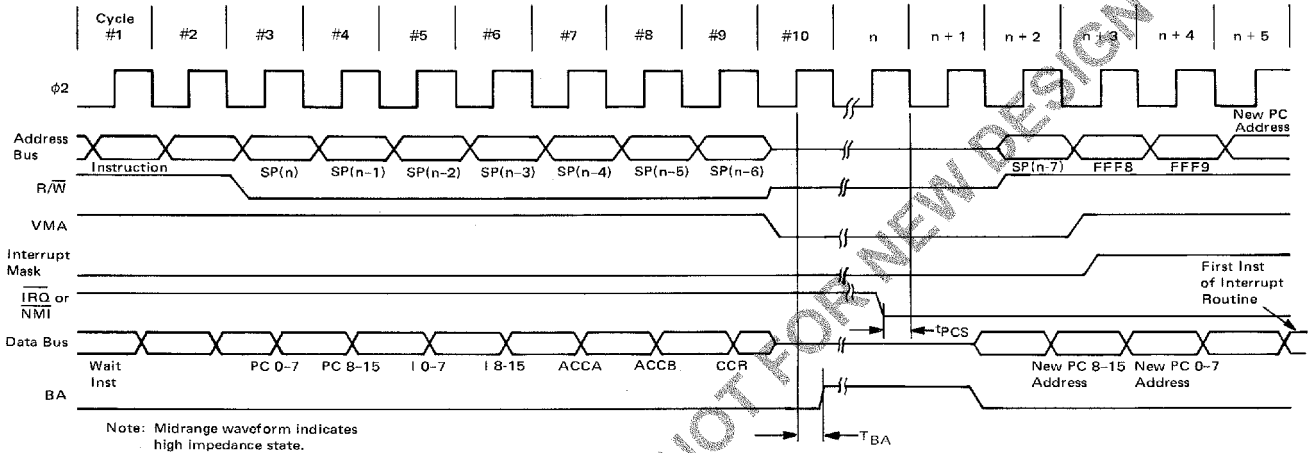 Cycle
#1 #2 #3 #4 #5 #6 #7 #8 #9 #10 n n + 1 n + 2 n + 3 n + 4 n + 5
φ2
New PC
Address
Address
Bus
Instruction SP(n) SP(n-1) SP(n-2) SP(n-3) SP(n-4) SP(n-5) SP(n-6) SP(n-7) FFF8 FFF9
R/W̅
VMA
Interrupt
Mask
First Inst
of Interrupt
Routine
I̅R̅Q̅ or
N̅M̅I̅
tPCS
Data Bus
Wait
Inst
PC 0-7 PC 8-15 I 0-7 I 8-15 ACCA ACCB CCR
New PC 8-15
Address
New PC 0-7
Address
BA
TBA
Note: Midrange waveform indicates
high impedance state.
NOT FOR NEW DESIGN